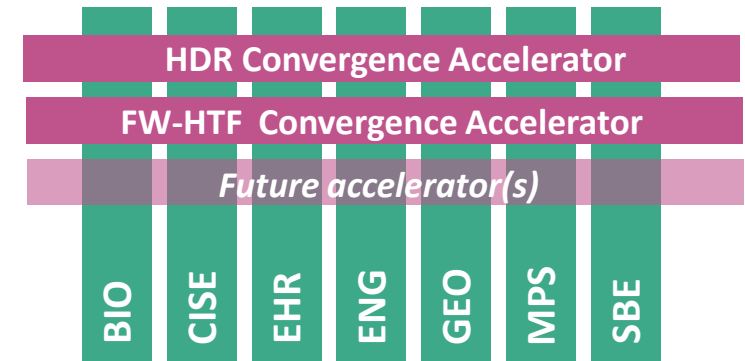 HDR Convergence Accelerator
FW-HTF Convergence Accelerator
Future accelerator(s)
BIO
CISE
EHR
ENG
GEO
MPS
SBE